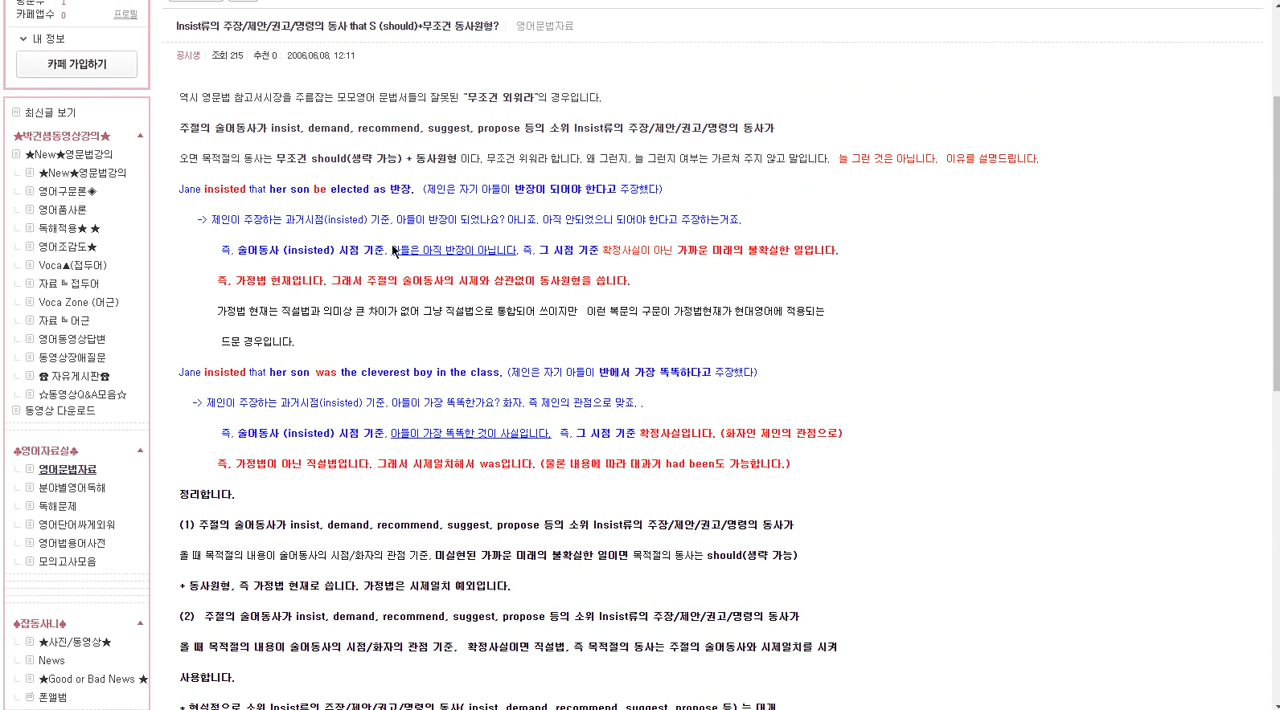 카페앱수 0 프로필
내 정보
카페 가입하기
최신글 보기
★박건샘동영상강의★
★New★영문법강의
★New★영문법강의
영어구문론◈
영어품사론
독해적용★ ★
영어조감도★
Voca▲(접두어)
자료 ╚ 접두어
Voca Zone (어근)
자료 ╚ 어근
영어동영상답변
동영상장애질문
☎ 자유게시판☎
☆동영상Q&A모음☆
동영상 다운로드
♣영어자료실♣
영어문법자료
분야별영어독해
독해문제
영어단어싸게외워
영어법용어사전
모의고사모음
♠잡동사니♠
★사진/동영상★
News
★Good or Bad News ★
폰앨범
Insist류의 주장/제안/권고/명령의 동사 that S (should)+무조건 동사원형? 영어문법자료
공시생 조회 215 추천 0 2006.06.08. 12:11
역시 영문법 참고서시장을 주름잡는 모모영어 문법서들의 잘못된 "무조건 외워라"의 경우입니다.
주절의 술어동사가 insist, demand, recommend, suggest, propose 등의 소위 Insist류의 주장/제안/권고/명령의 동사가
오면 목적절의 동사는 무조건 should(생략 가능) + 동사원형 이다. 무조건 위워라 합니다. 왜 그런지, 늘 그런지 여부는 가르쳐 주지 않고 말입니다. 늘 그런 것은 아닙니다. 이유를 설명드립니다.
Jane insisted that her son be elected as 반장. (제인은 자기 아들이 반장이 되어야 한다고 주장했다)
-> 제인이 주장하는 과거시점(insisted) 기준, 아들이 반장이 되었나요? 아니죠. 아직 안되었으니 되어야 한다고 주장하는거죠.
즉, 술어동사 (insisted) 시점 기준, 아들은 아직 반장이 아닙니다. 즉, 그 시점 기준 확정사실이 아닌 가까운 미래의 불확실한 일입니다.
즉, 가정법 현재입니다. 그래서 주절의 술어동사의 시제와 상관없이 동사원형을 씁니다.
가정법 현재는 직설법과 의미상 큰 차이가 없어 그냥 직설법으로 통합되어 쓰이지만 이런 복문의 구문이 가정법현재가 현대영어에 적용되는
드문 경우입니다.
Jane insisted that her son was the cleverest boy in the class. (제인은 자기 아들이 반에서 가장 똑똑하다고 주장했다)
-> 제인이 주장하는 과거시점(insisted) 기준, 아들이 가장 똑똑한가요? 화자, 즉 제인의 관점으로 맞죠. .
즉, 술어동사 (insisted) 시점 기준, 아들이 가장 똑똑한 것이 사실입니다. 즉, 그 시점 기준 확정사실입니다. (화자인 제인의 관점으로)
즉, 가정법이 아닌 직설법입니다. 그래서 시제일치해서 was입니다. (물론 내용에 따라 대과거 had been도 가능합니다.)
정리합니다.
(1) 주절의 술어동사가 insist, demand, recommend, suggest, propose 등의 소위 Insist류의 주장/제안/권고/명령의 동사가
올 때 목적절의 내용이 술어동사의 시점/화자의 관점 기준, 미실현된 가까운 미래의 불확실한 일이면 목적절의 동사는 should(생략 가능)
+ 동사원형, 즉 가정법 현재로 씁니다. 가정법은 시제일치 예외입니다.
(2) 주절의 술어동사가 insist, demand, recommend, suggest, propose 등의 소위 Insist류의 주장/제안/권고/명령의 동사가
올 때 목적절의 내용이 술어동사의 시점/화자의 관점 기준, 확정사실이면 직설법, 즉 목적절의 동사는 주절의 술어동사와 시제일치를 시켜
사용합니다.
* 현실적으로 소위 Insist류의 주장/제안/권고/명령의 동사( insist, demand, recommend, suggest, propose 등) 는 대개